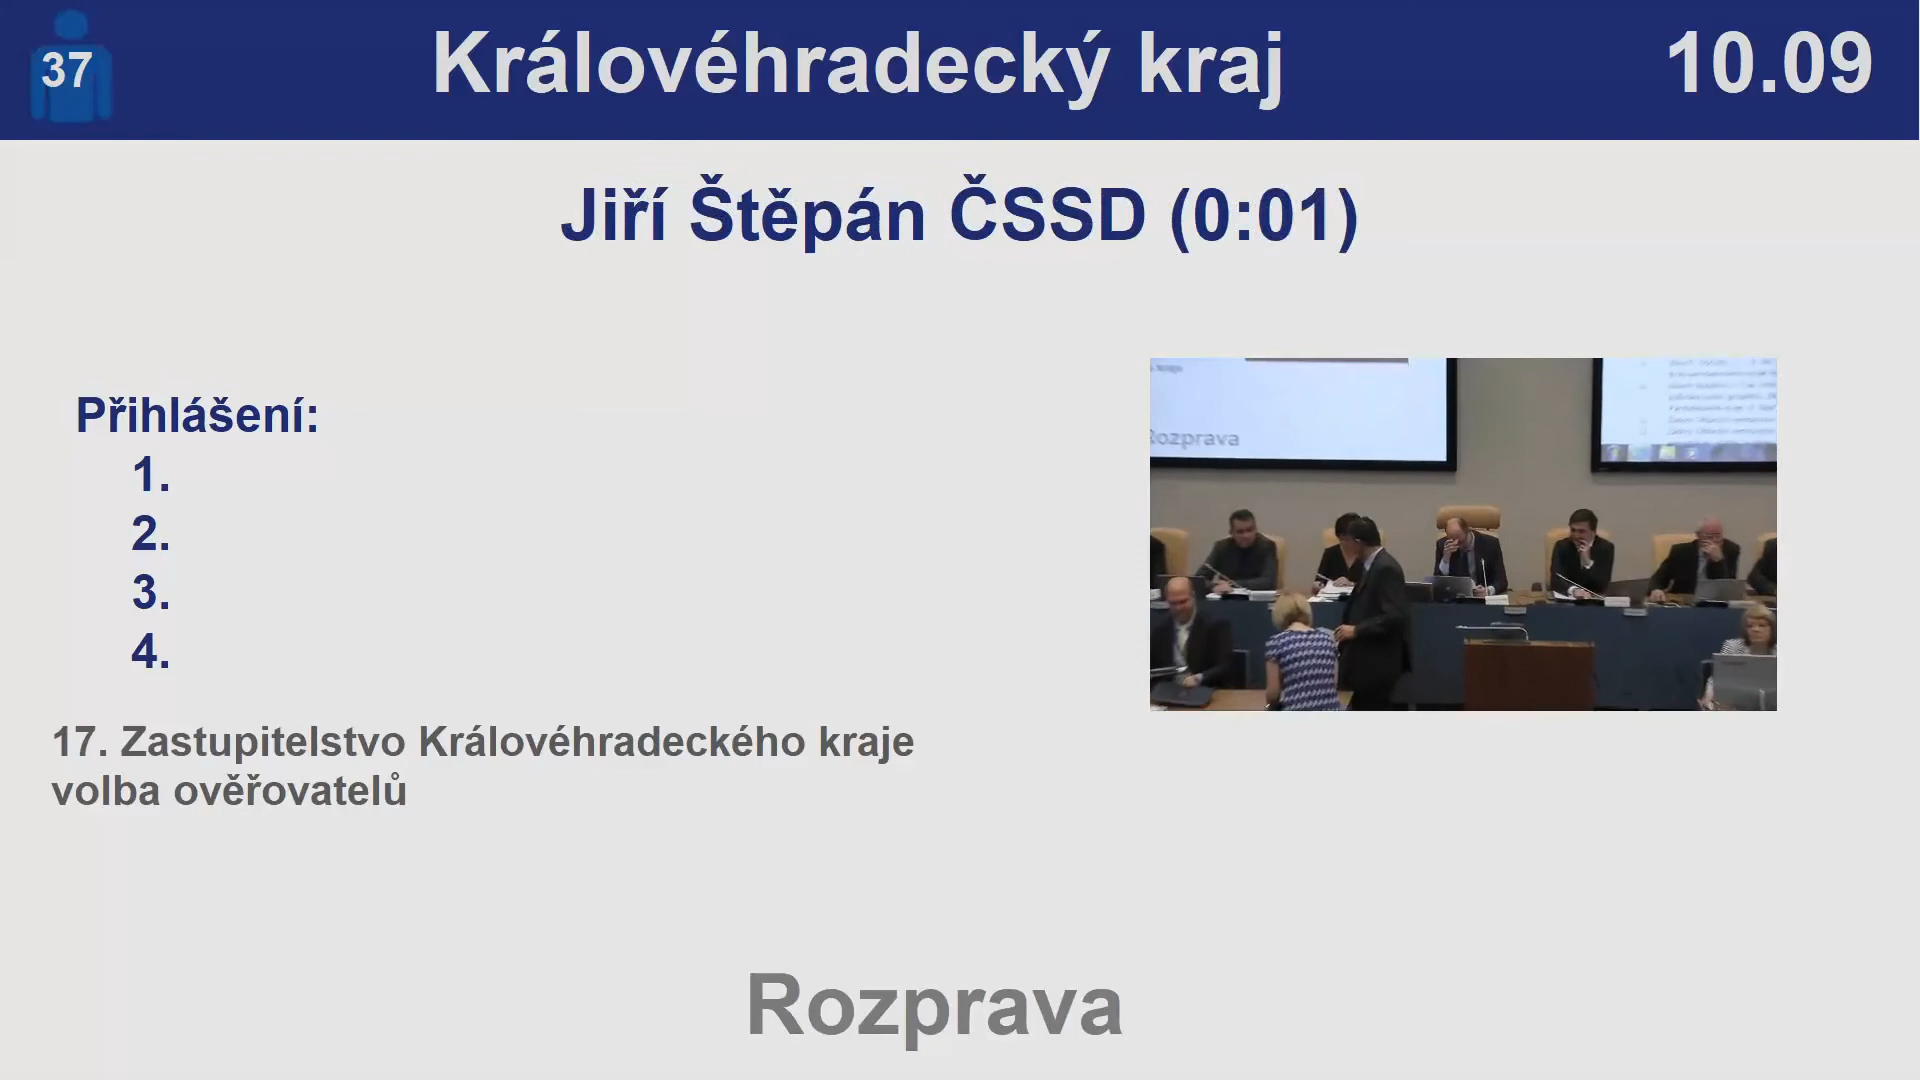 37
Královéhradecký kraj
10.09
Jiří Štěpán ČSSD (0:01)
Přihlášení:
1.
2.
3.
4.
Rozprava
17. Zastupitelstvo Královéhradeckého kraje
volba ověřovatelů
Rozprava